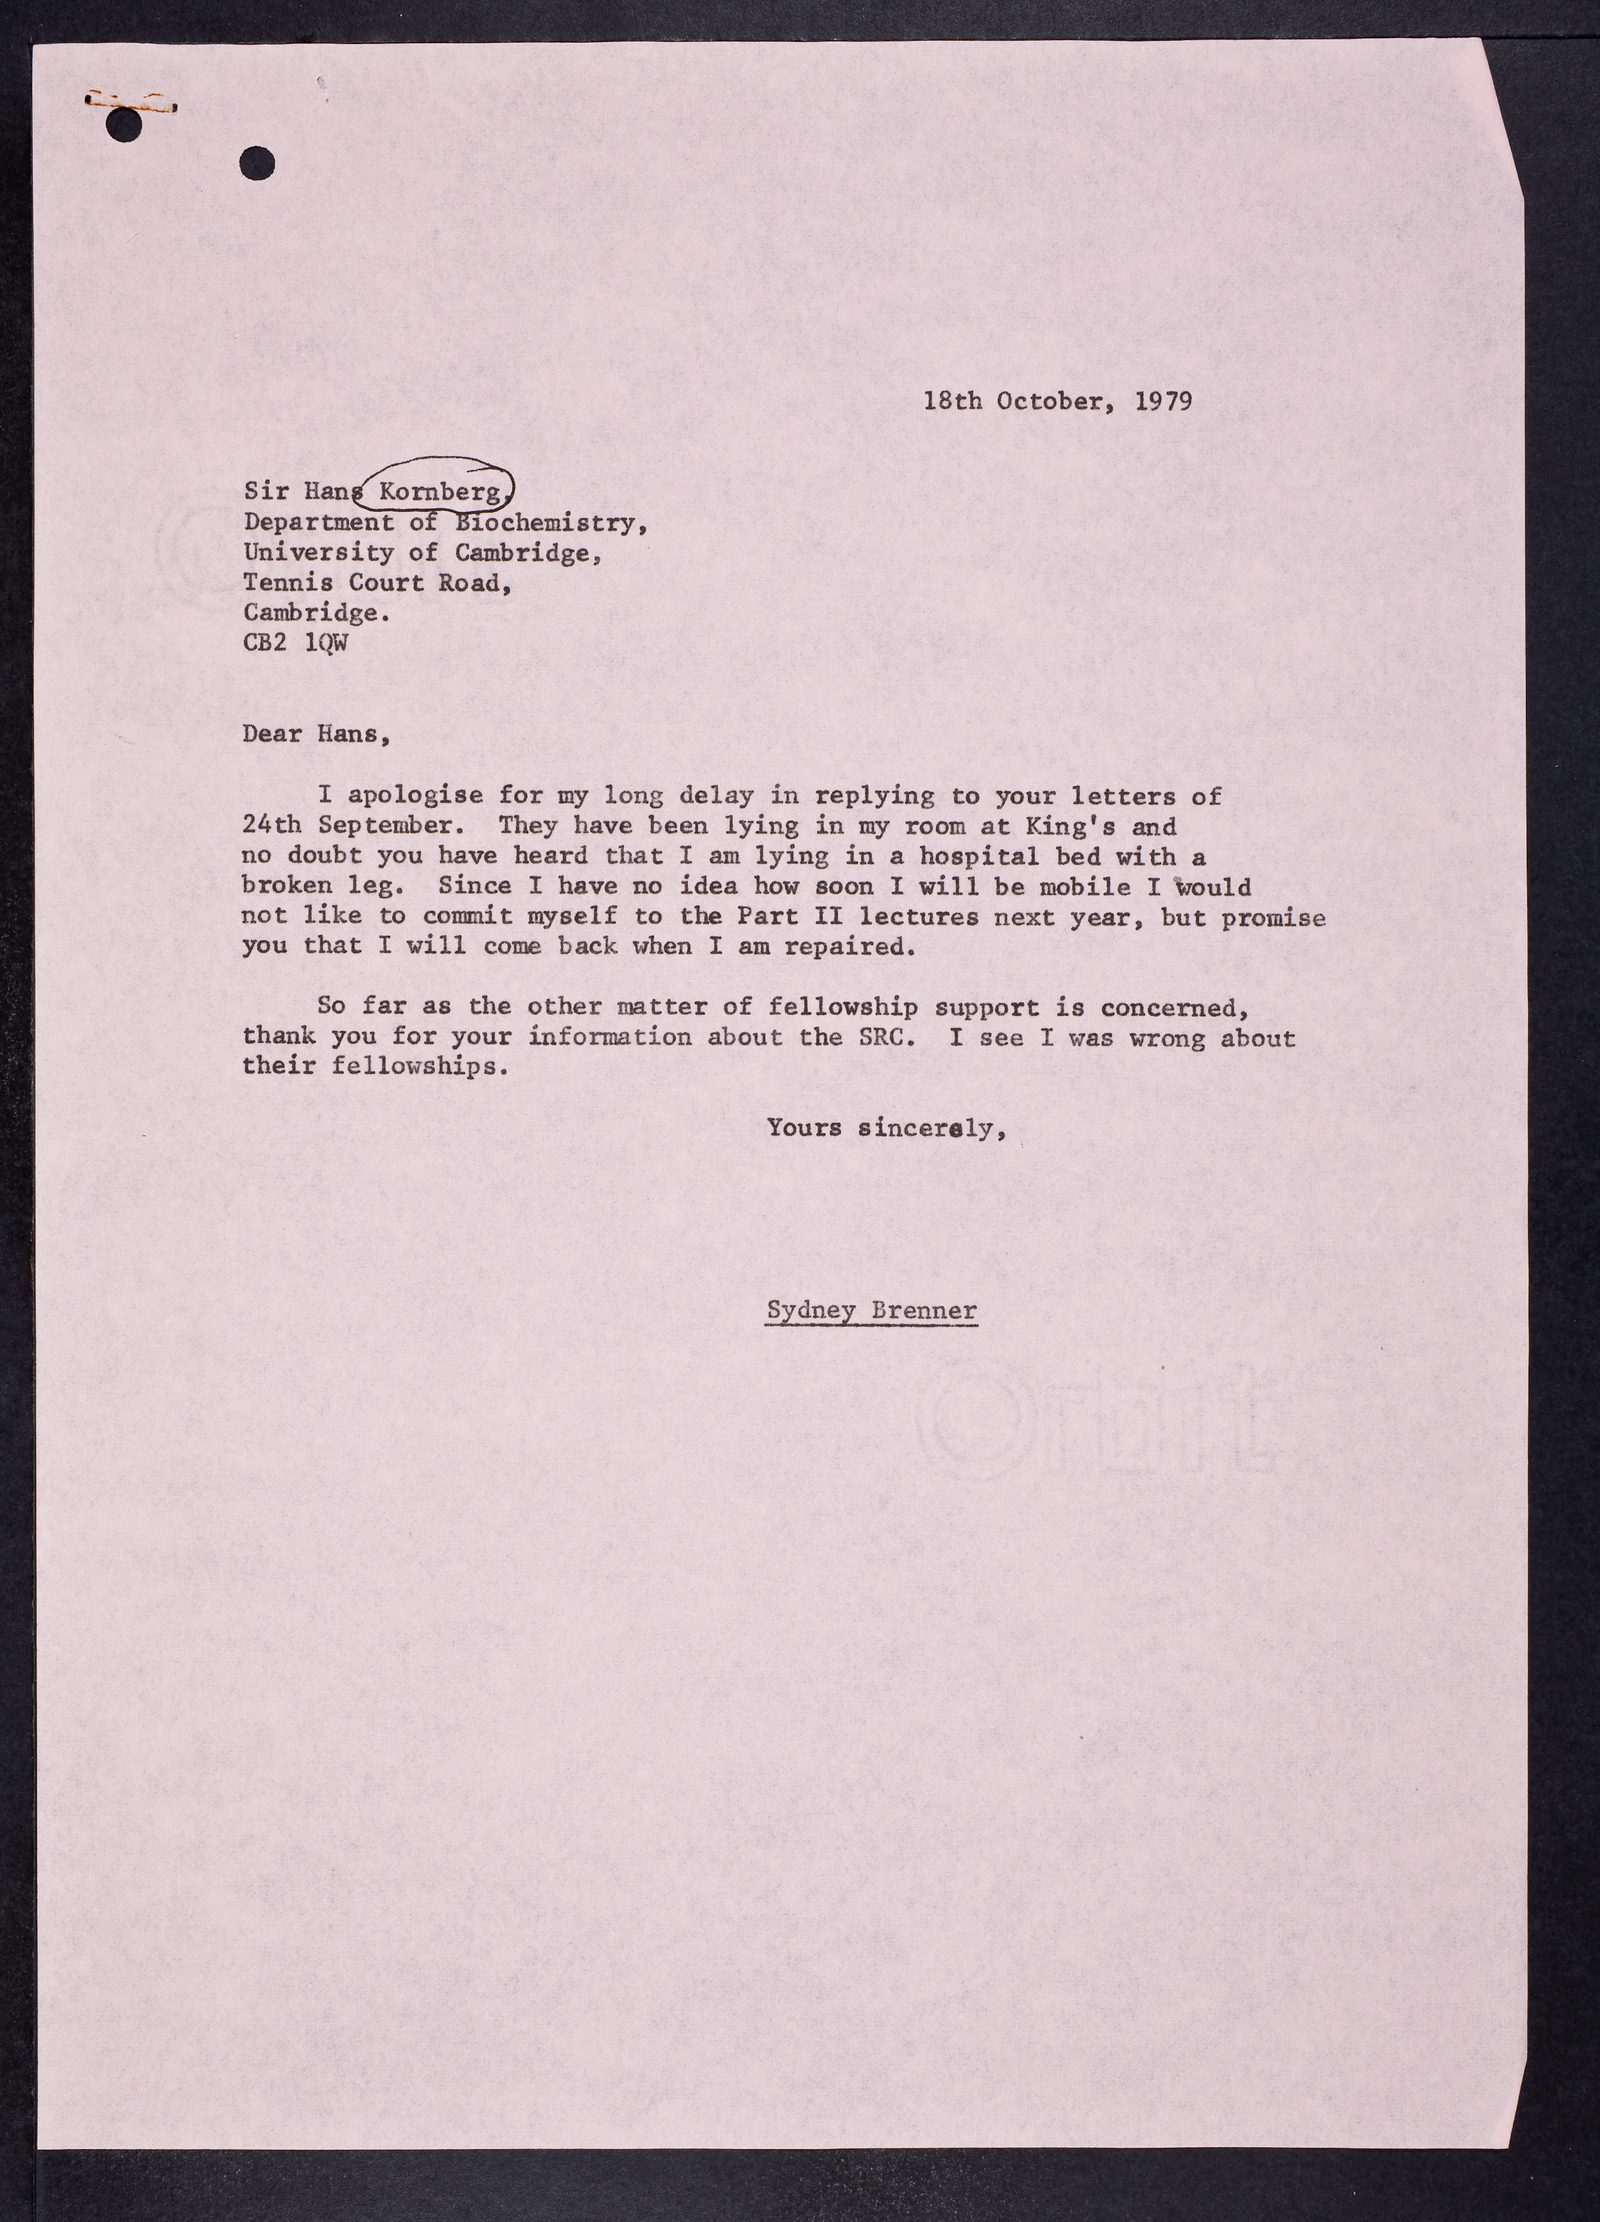 18th October, 1979
Sir Hans Kornberg,
Department of Biochemistry,
University of Cambridge,
Tennis Court Road,
Cambridge.
CB2 1QW
Dear Hans,
I apologise for my long delay in replying to your letters of
24th September. They have been lying in my room at King's and
no doubt you have heard that I am lying in a hospital bed with a
broken leg. Since I have no idea how soon I will be mobile I would
not like to commit myself to the Part II lectures next year, but promise
you that I will come back when I am repaired.
So far as the other matter of fellowship support is concerned,
thank you for your information about the SRC. I see I was wrong about
their fellowships.
Yours sincerely,
Sydney Brenner